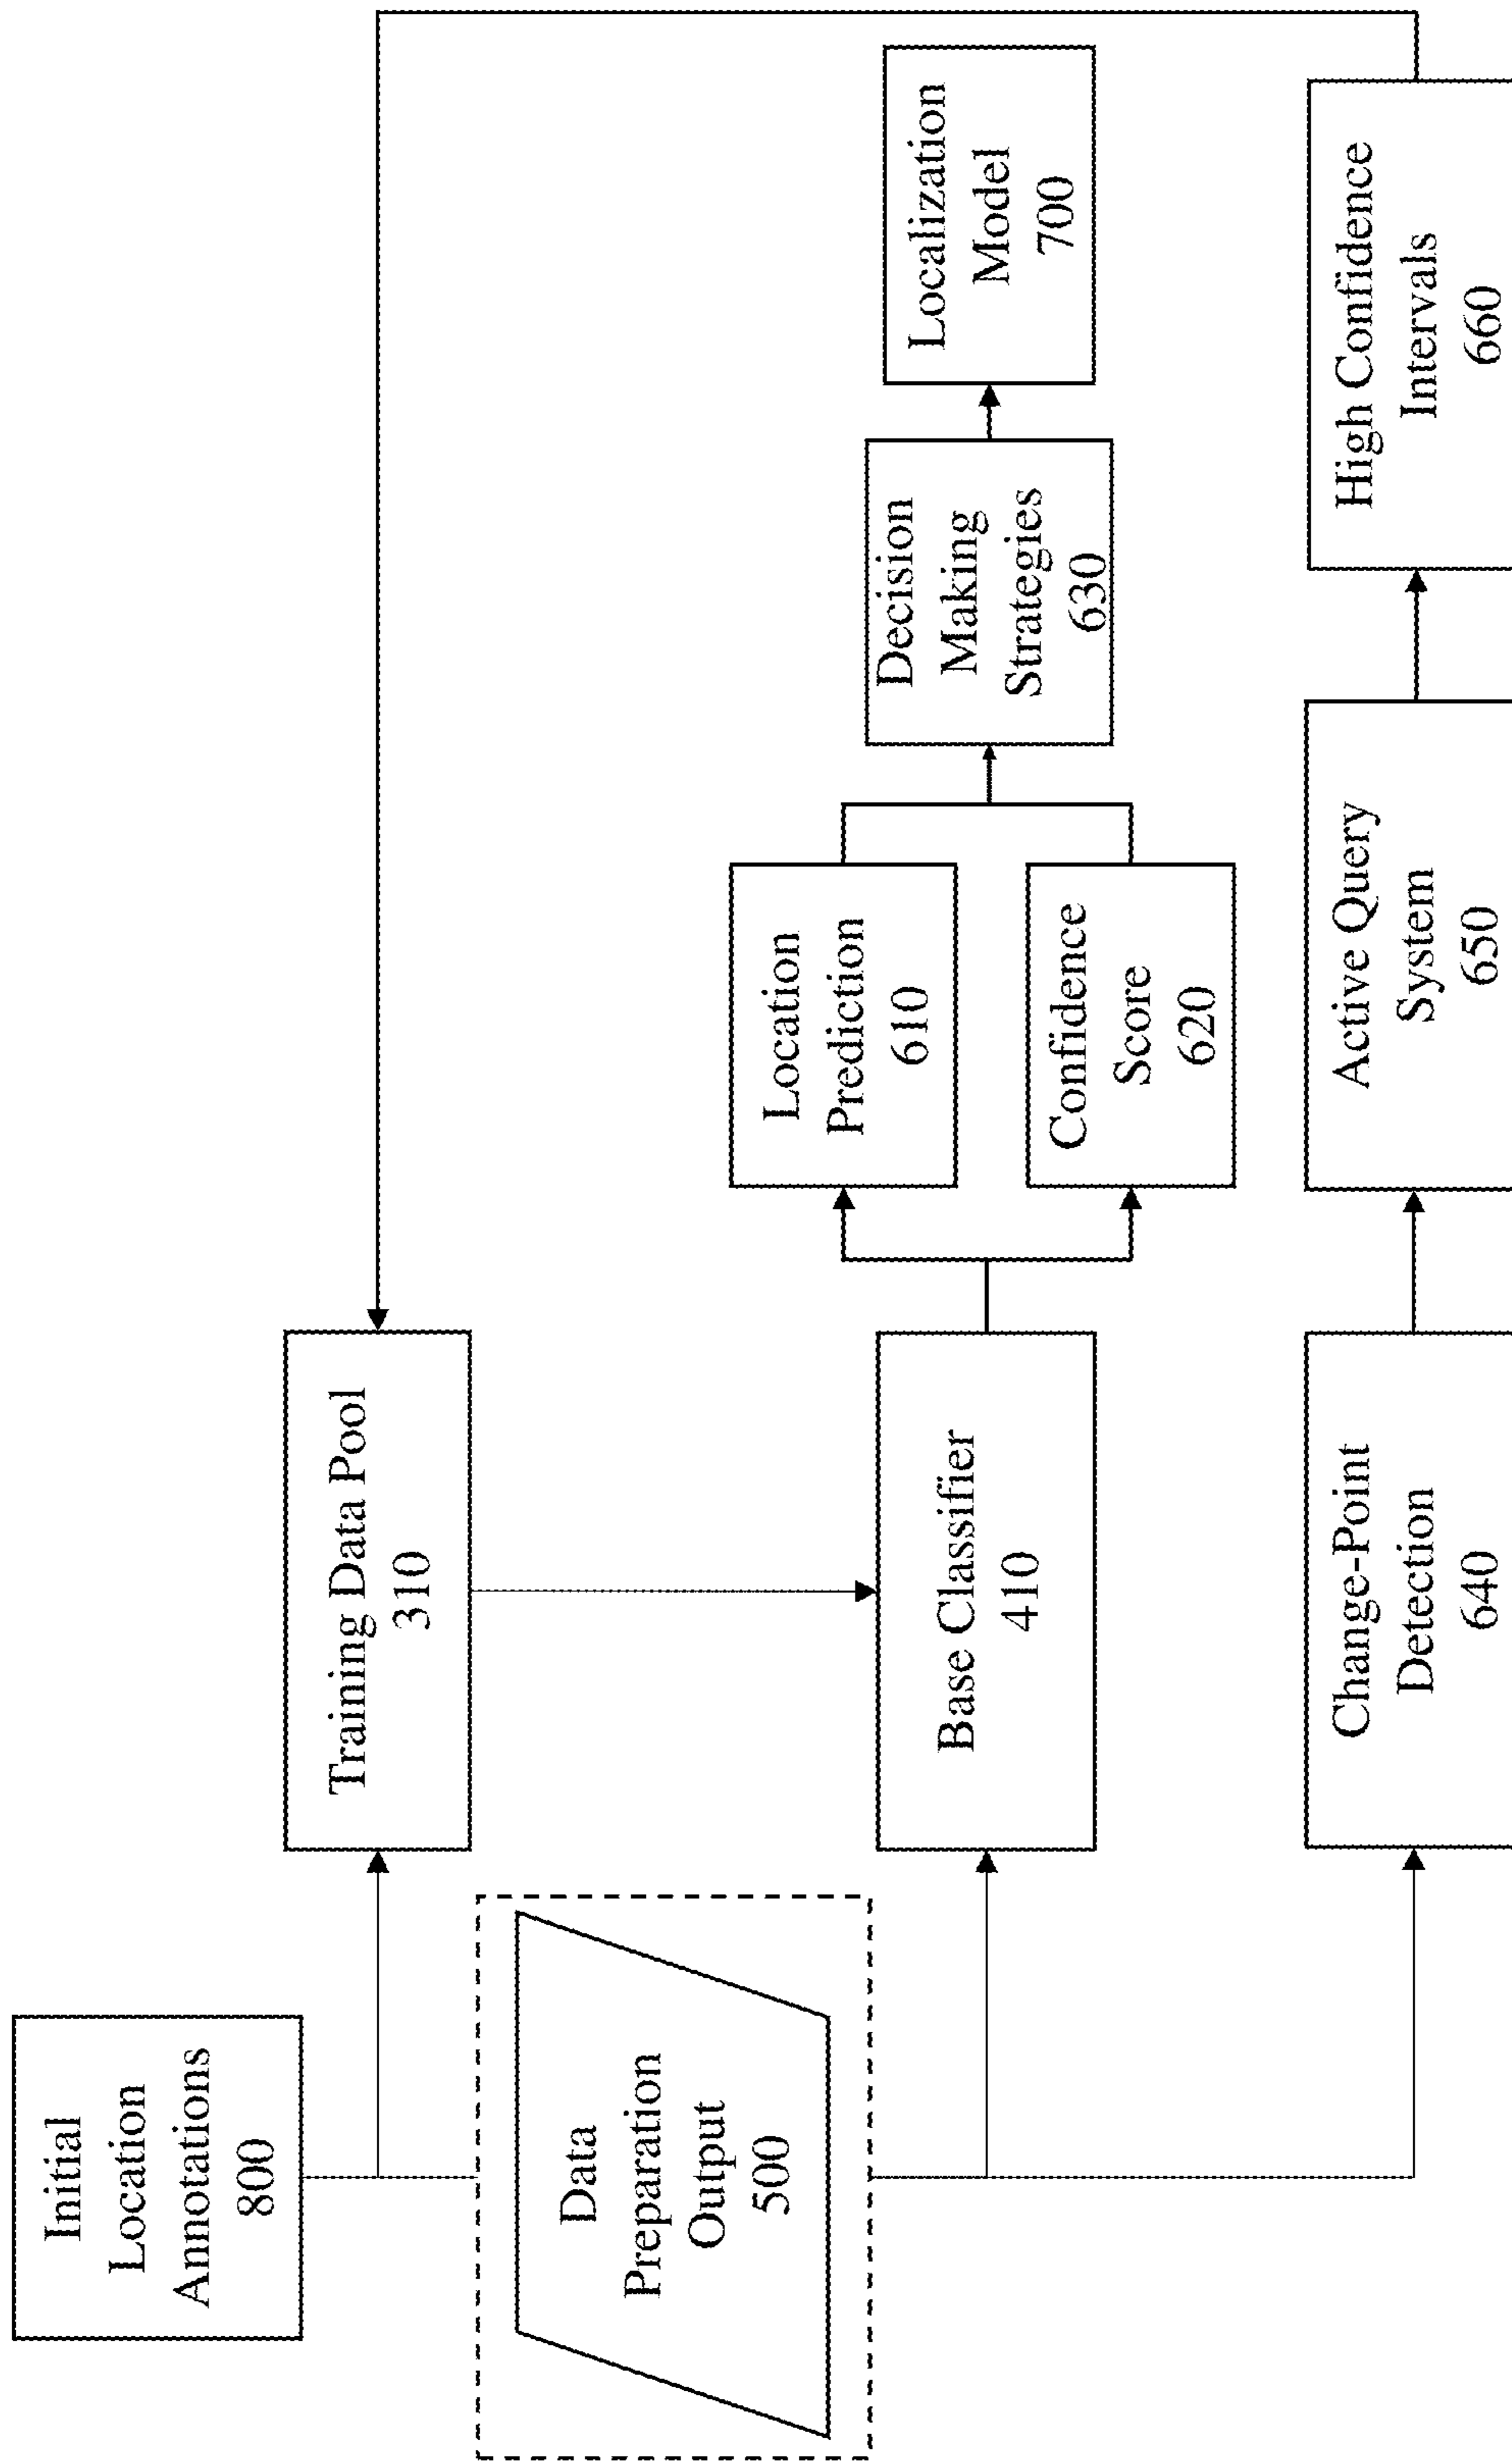 Initial
Location
Annotations
800
Training Data Pool
310
Data
Preparation
Output
500
Base Classifier
410
Location
Prediction
610
Confidence
Score
620
Decision
Making
Strategies
630
Localization
Model
700
Change-Point
Detection
640
Active Query
System
650
High Confidence
Intervals
660